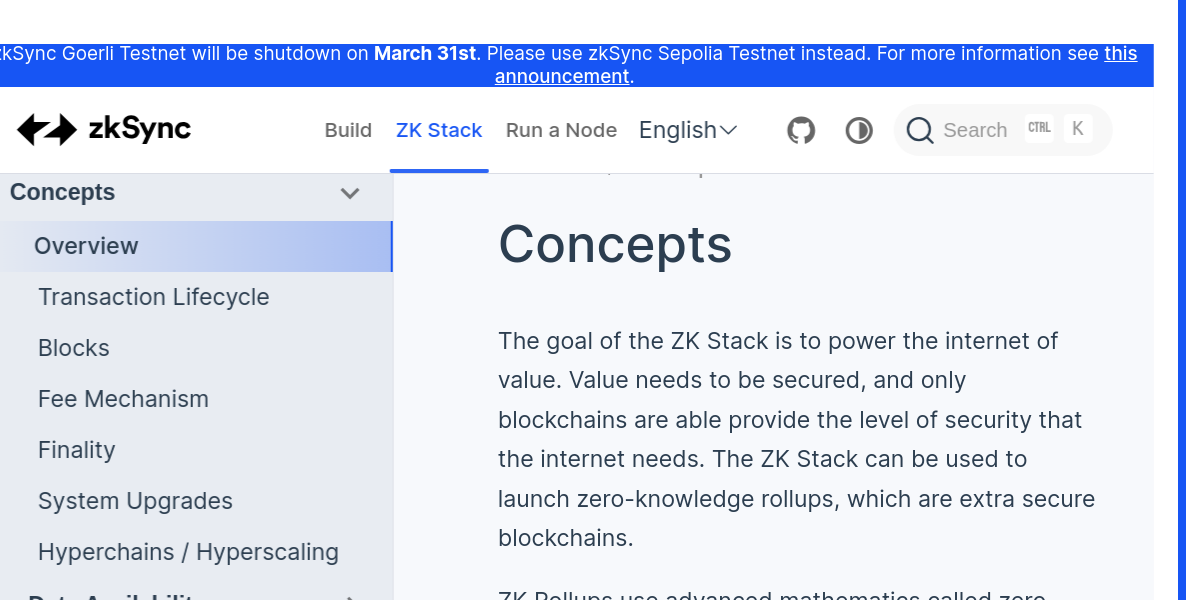 zkSync Goerli Testnet will be shutdown on March 31st. Please use zkSync Sepolia Testnet instead. For more information see this
announcement.
zkSync
Build ZK Stack Run a Node English Search CTRL K
Concepts
Overview
Transaction Lifecycle
Blocks
Fee Mechanism
Finality
System Upgrades
Hyperchains / Hyperscaling
Data Availability
Concepts
The goal of the ZK Stack is to power the internet of
value. Value needs to be secured, and only
blockchains are able provide the level of security that
the internet needs. The ZK Stack can be used to
launch zero-knowledge rollups, which are extra secure
blockchains.
ZK Rollups use advanced mathematics called zero-